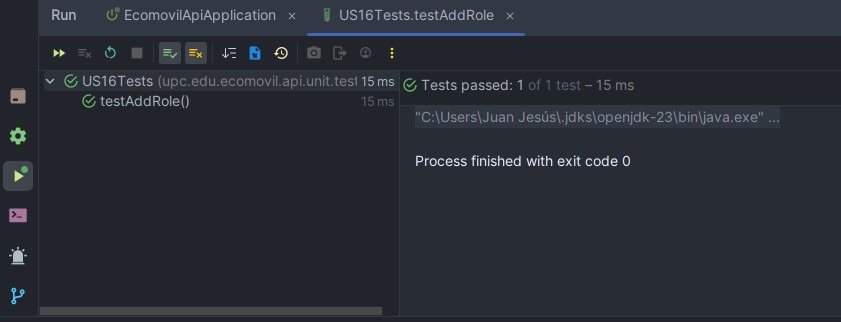 Run EcomovilApiApplication × US16Tests.testAddRole ×
US16Tests (upc.edu.ecomovil.api.unit.test 15 ms
testAddRole() 15 ms
Tests passed: 1 of 1 test – 15 ms
"C:\Users\Juan Jesús\.jdks\openjdk-23\bin\java.exe" ...
Process finished with exit code 0